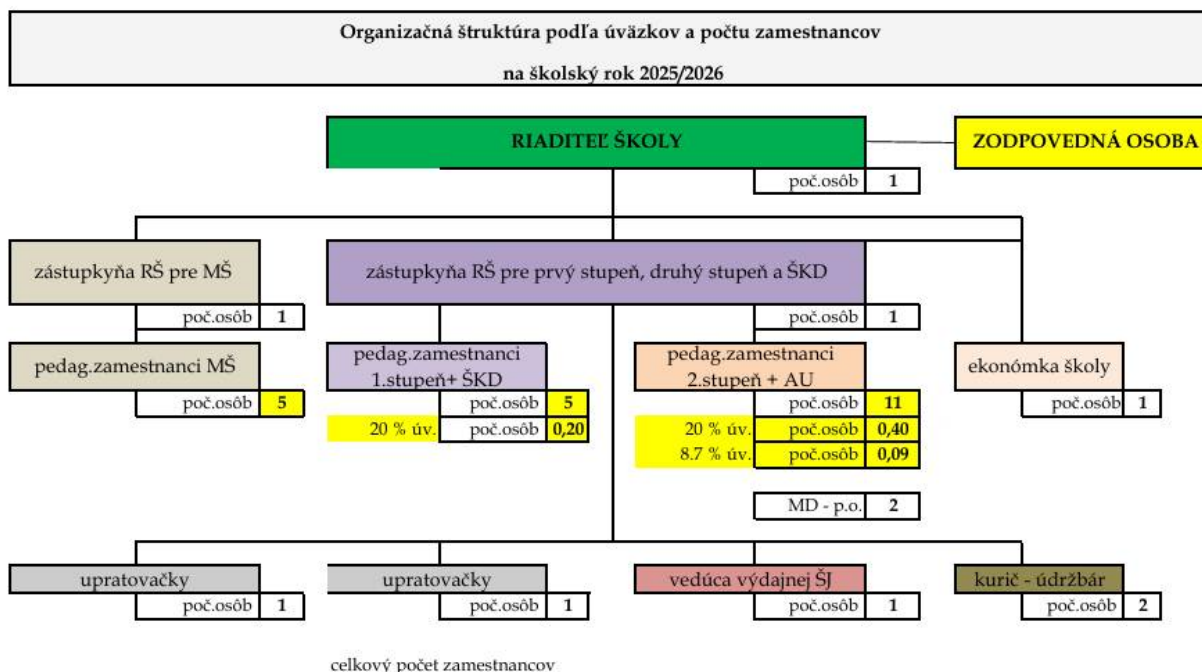 Organizačná štruktúra podľa úväzkov a počtu zamestnancov
na školský rok 2025/2026
RIADITEĽ ŠKOLY
ZODPOVEDNÁ OSOBA
poč.osôb 1
zástupkyňa RŠ pre MŠ
zástupkyňa RŠ pre prvý stupeň, druhý stupeň a ŠKD
poč.osôb 1
poč.osôb 1
pedag.zamestnanci MŠ
pedag.zamestnanci
1.stupeň+ ŠKD
pedag.zamestnanci
2.stupeň + AU
ekonómka školy
poč.osôb 5
poč.osôb 5
poč.osôb 11
poč.osôb 1
20 % úv. poč.osôb 0,20
20 % úv. poč.osôb 0,40
8.7 % úv. poč.osôb 0,09
MD - p.o. 2
upratovačky
upratovačky
vedúca výdajnej ŠJ
kurič - údržbár
poč.osôb 1
poč.osôb 1
poč.osôb 1
poč.osôb 2
celkový počet zamestnancov